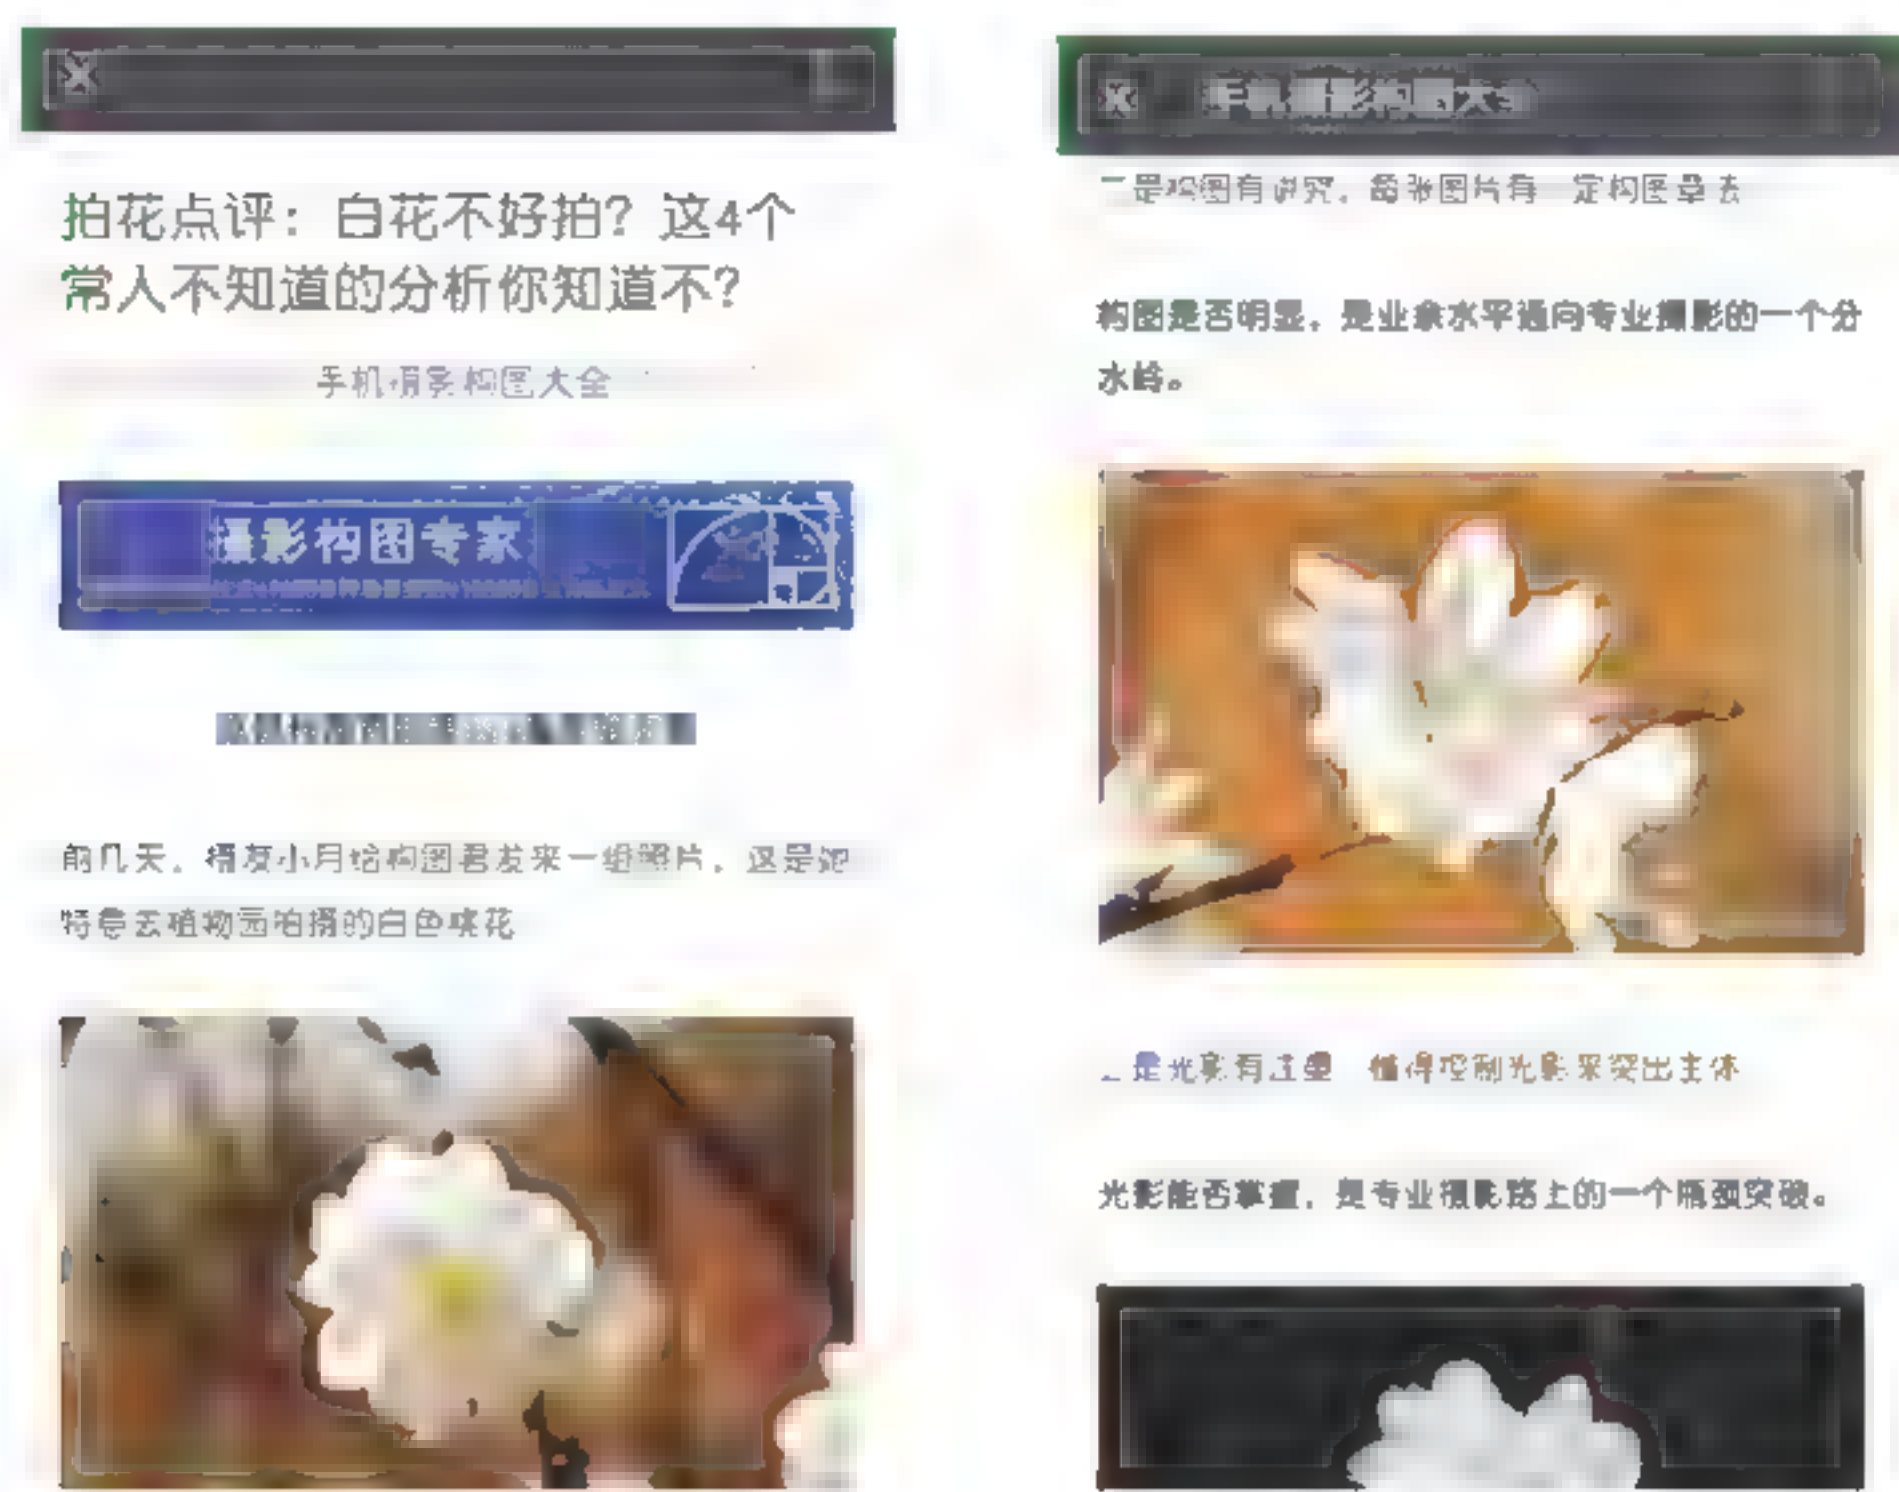 拍花点评：白花不好拍？这4个
常人不知道的分析你知道不？
手机摄影构图大全
摄影构图专家
前几天，摄友小月给构图君发来一组照片，这是她
特意去植物园拍摄的白色桃花
手机摄影构图大全
是构图有讲究，每张图片有一定构图章法
构图是否明显，是业余水平通向专业摄影的一个分
水岭。
是光影有注重 懂得控制光影来突出主体
光影能否掌握，是专业摄影路上的一个瓶颈突破。